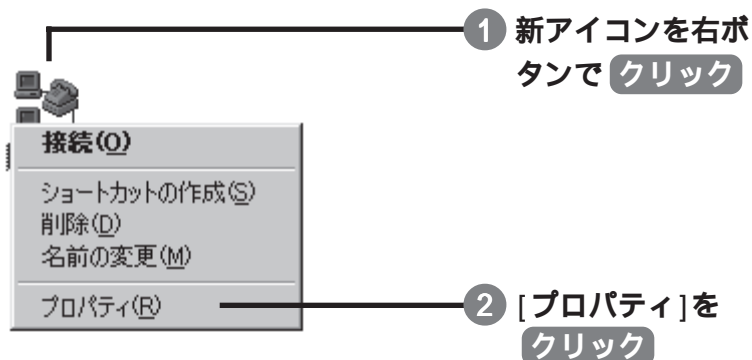 1 新アイコンを右ボ
タンで クリック
接続(O)
ショートカットの作成(S)
削除(D)
名前の変更(M)
プロパティ(R)
2 [プロパティ]を
クリック